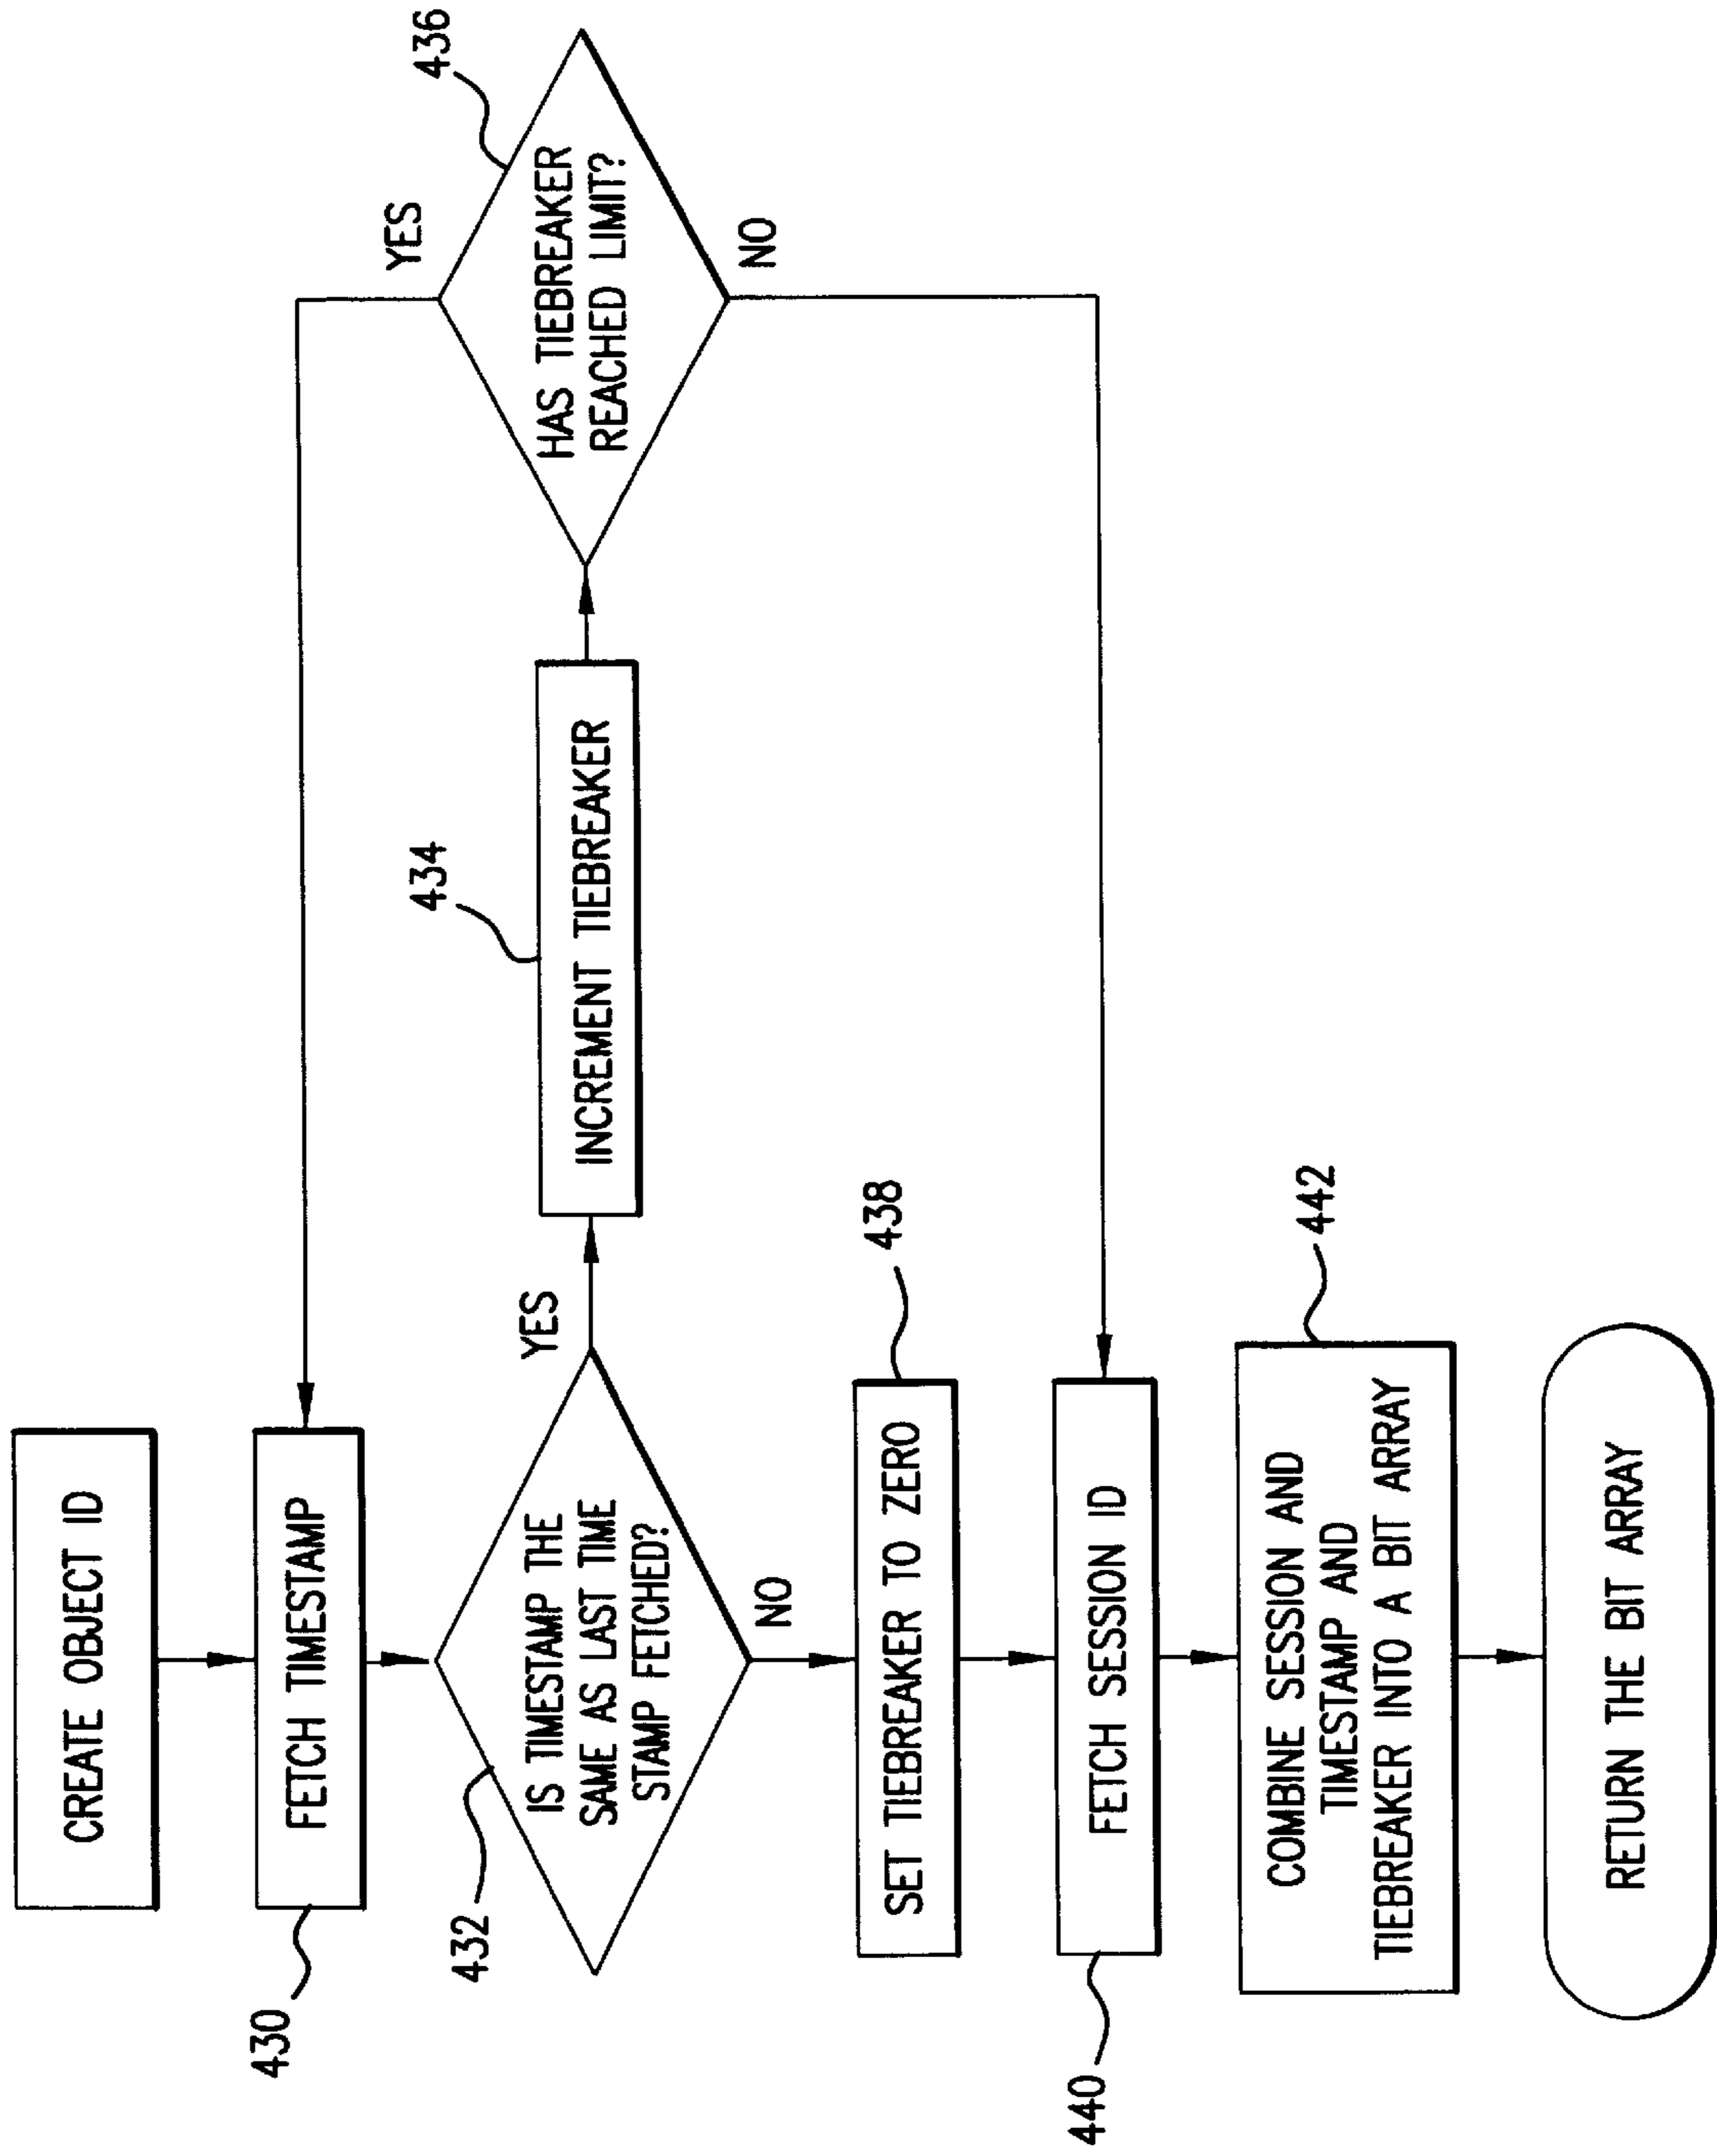 CREATE OBJECT ID
FETCH TIMESTAMP
430
IS TIMESTAMP THE
SAME AS LAST TIME
STAMP FETCHED?
432
YES
INCREMENT TIEBREAKER
434
HAS TIEBREAKER
REACHED LIMIT?
436
YES
NO
NO
SET TIEBREAKER TO ZERO
438
FETCH SESSION ID
440
COMBINE SESSION AND
TIMESTAMP AND
TIEBREAKER INTO A BIT ARRAY
442
RETURN THE BIT ARRAY